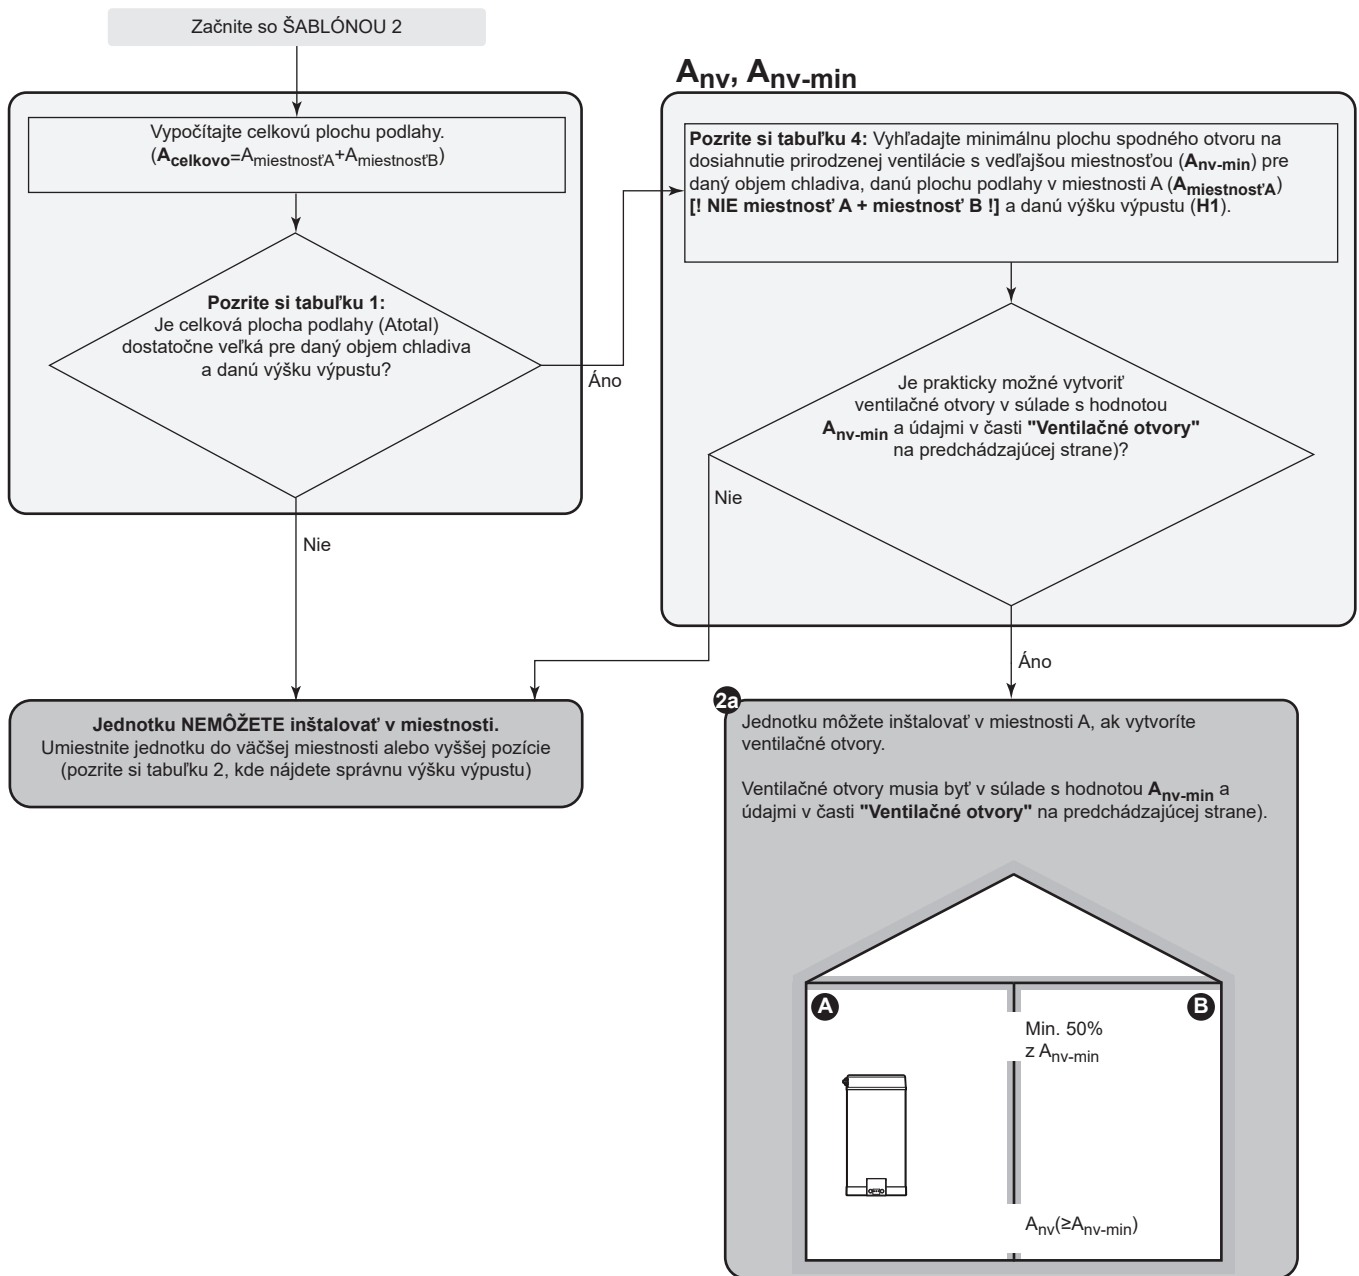 Začnite so ŠABLÓNOU 2
Vypočítajte celkovú plochu podlahy.
(Acelkovo=AmiestnosťA+AmiestnosťB)
Pozrite si tabuľku 1:
Je celková plocha podlahy (Atotal)
dostatočne veľká pre daný objem chladiva
a danú výšku výpustu?
Áno
Nie
Anv, Anv-min
Pozrite si tabuľku 4: Vyhľadajte minimálnu plochu spodného otvoru na
dosiahnutie prirodzenej ventilácie s vedľajšou miestnosťou (Anv-min) pre
daný objem chladiva, danú plochu podlahy v miestnosti A (AmiestnosťA)
[! NIE miestnosť A + miestnosť B !] a danú výšku výpustu (H1).
Je prakticky možné vytvoriť
ventilačné otvory v súlade s hodnotou
Anv-min a údajmi v časti "Ventilačné otvory"
na predchádzajúcej strane)?
Nie
Áno
Jednotku NEMÔŽETE inštalovať v miestnosti.
Umiestnite jednotku do väčšej miestnosti alebo vyššej pozície
(pozrite si tabuľku 2, kde nájdete správnu výšku výpustu)
2a
Jednotku môžete inštalovať v miestnosti A, ak vytvoríte
ventilačné otvory.
Ventilačné otvory musia byť v súlade s hodnotou Anv-min a
údajmi v časti "Ventilačné otvory" na predchádzajúcej strane).
A
B
Min. 50%
z Anv-min
Anv(≥Anv-min)